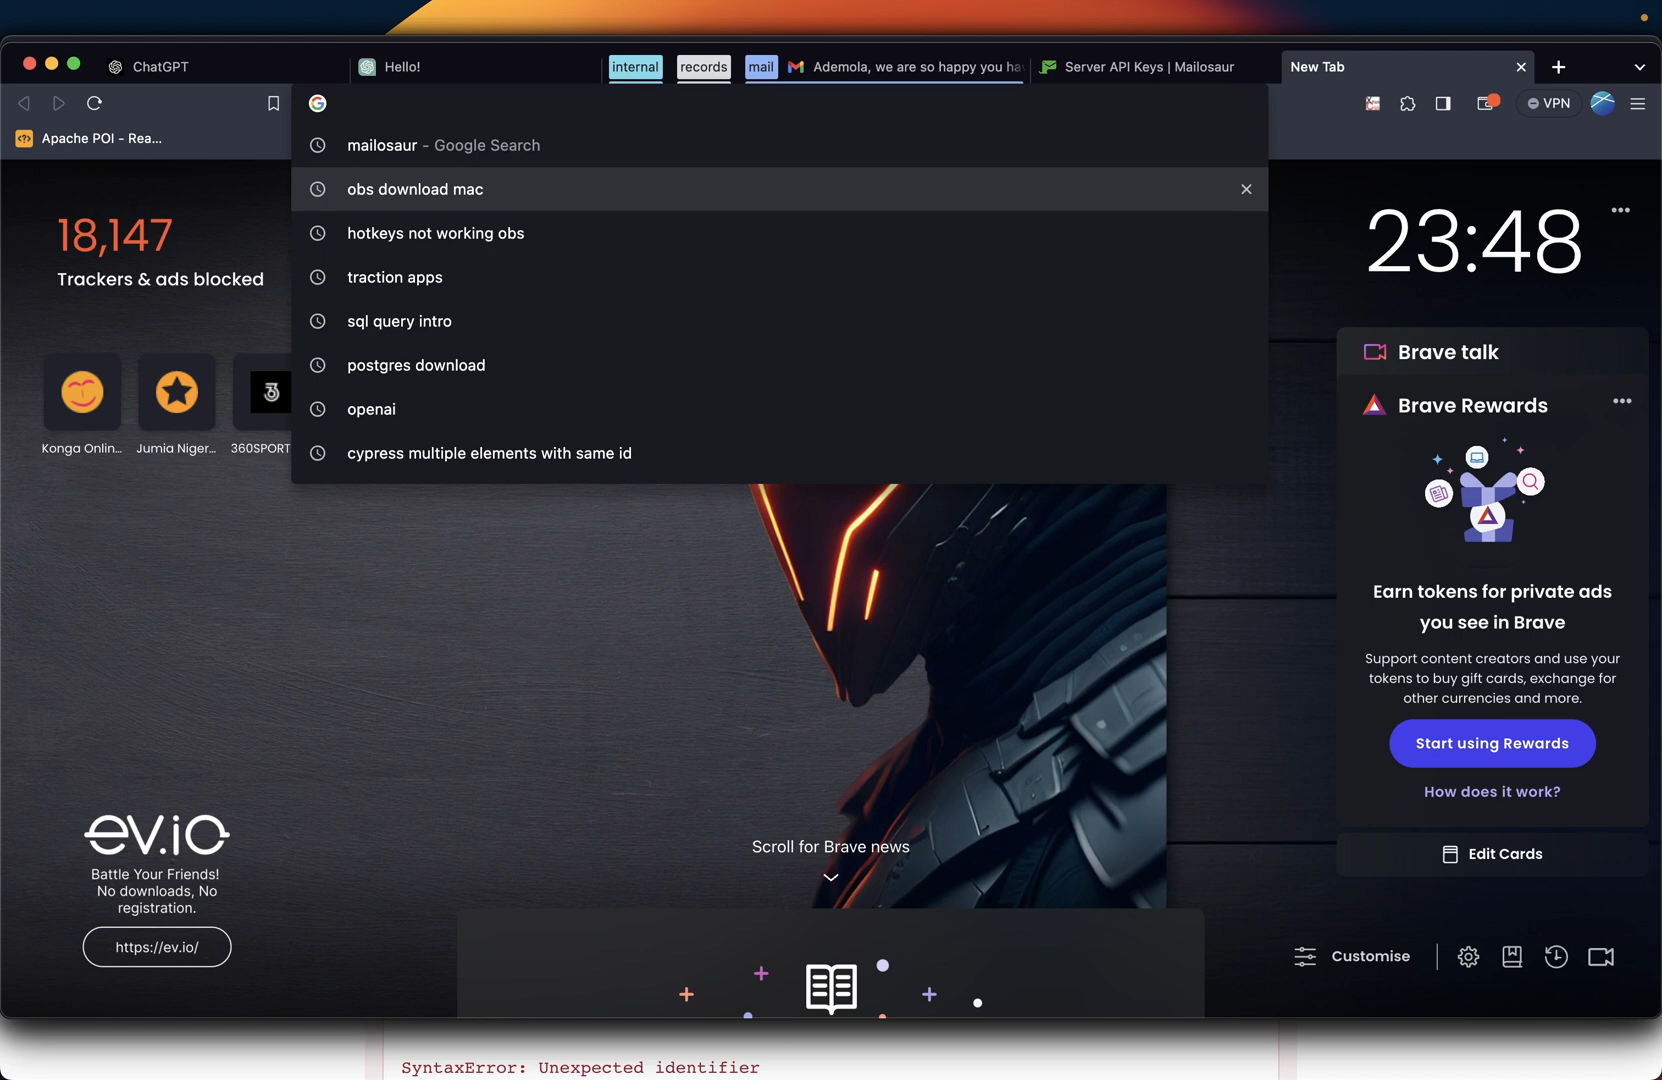 ChatGPT
Hello!
internal
records
mail
Ademola, we are so happy you ha
Server API Keys | Mailosaur
New Tab
VPN
Apache POI - Rea...
mailosaur - Google Search
obs download mac
hotkeys not working obs
traction apps
sql query intro
postgres download
openai
cypress multiple elements with same id
18,147
Trackers & ads blocked
Konga Onlin...
Jumia Niger...
360SPORT
23:48
Brave talk
Brave Rewards
Earn tokens for private ads
you see in Brave
Support content creators and use your
tokens to buy gift cards, exchange for
other currencies and more.
Start using Rewards
How does it work?
Edit Cards
Scroll for Brave news
ev.io
Battle Your Friends!
No downloads, No
registration.
https://ev.io/
Customise
SyntaxError: Unexpected identifier